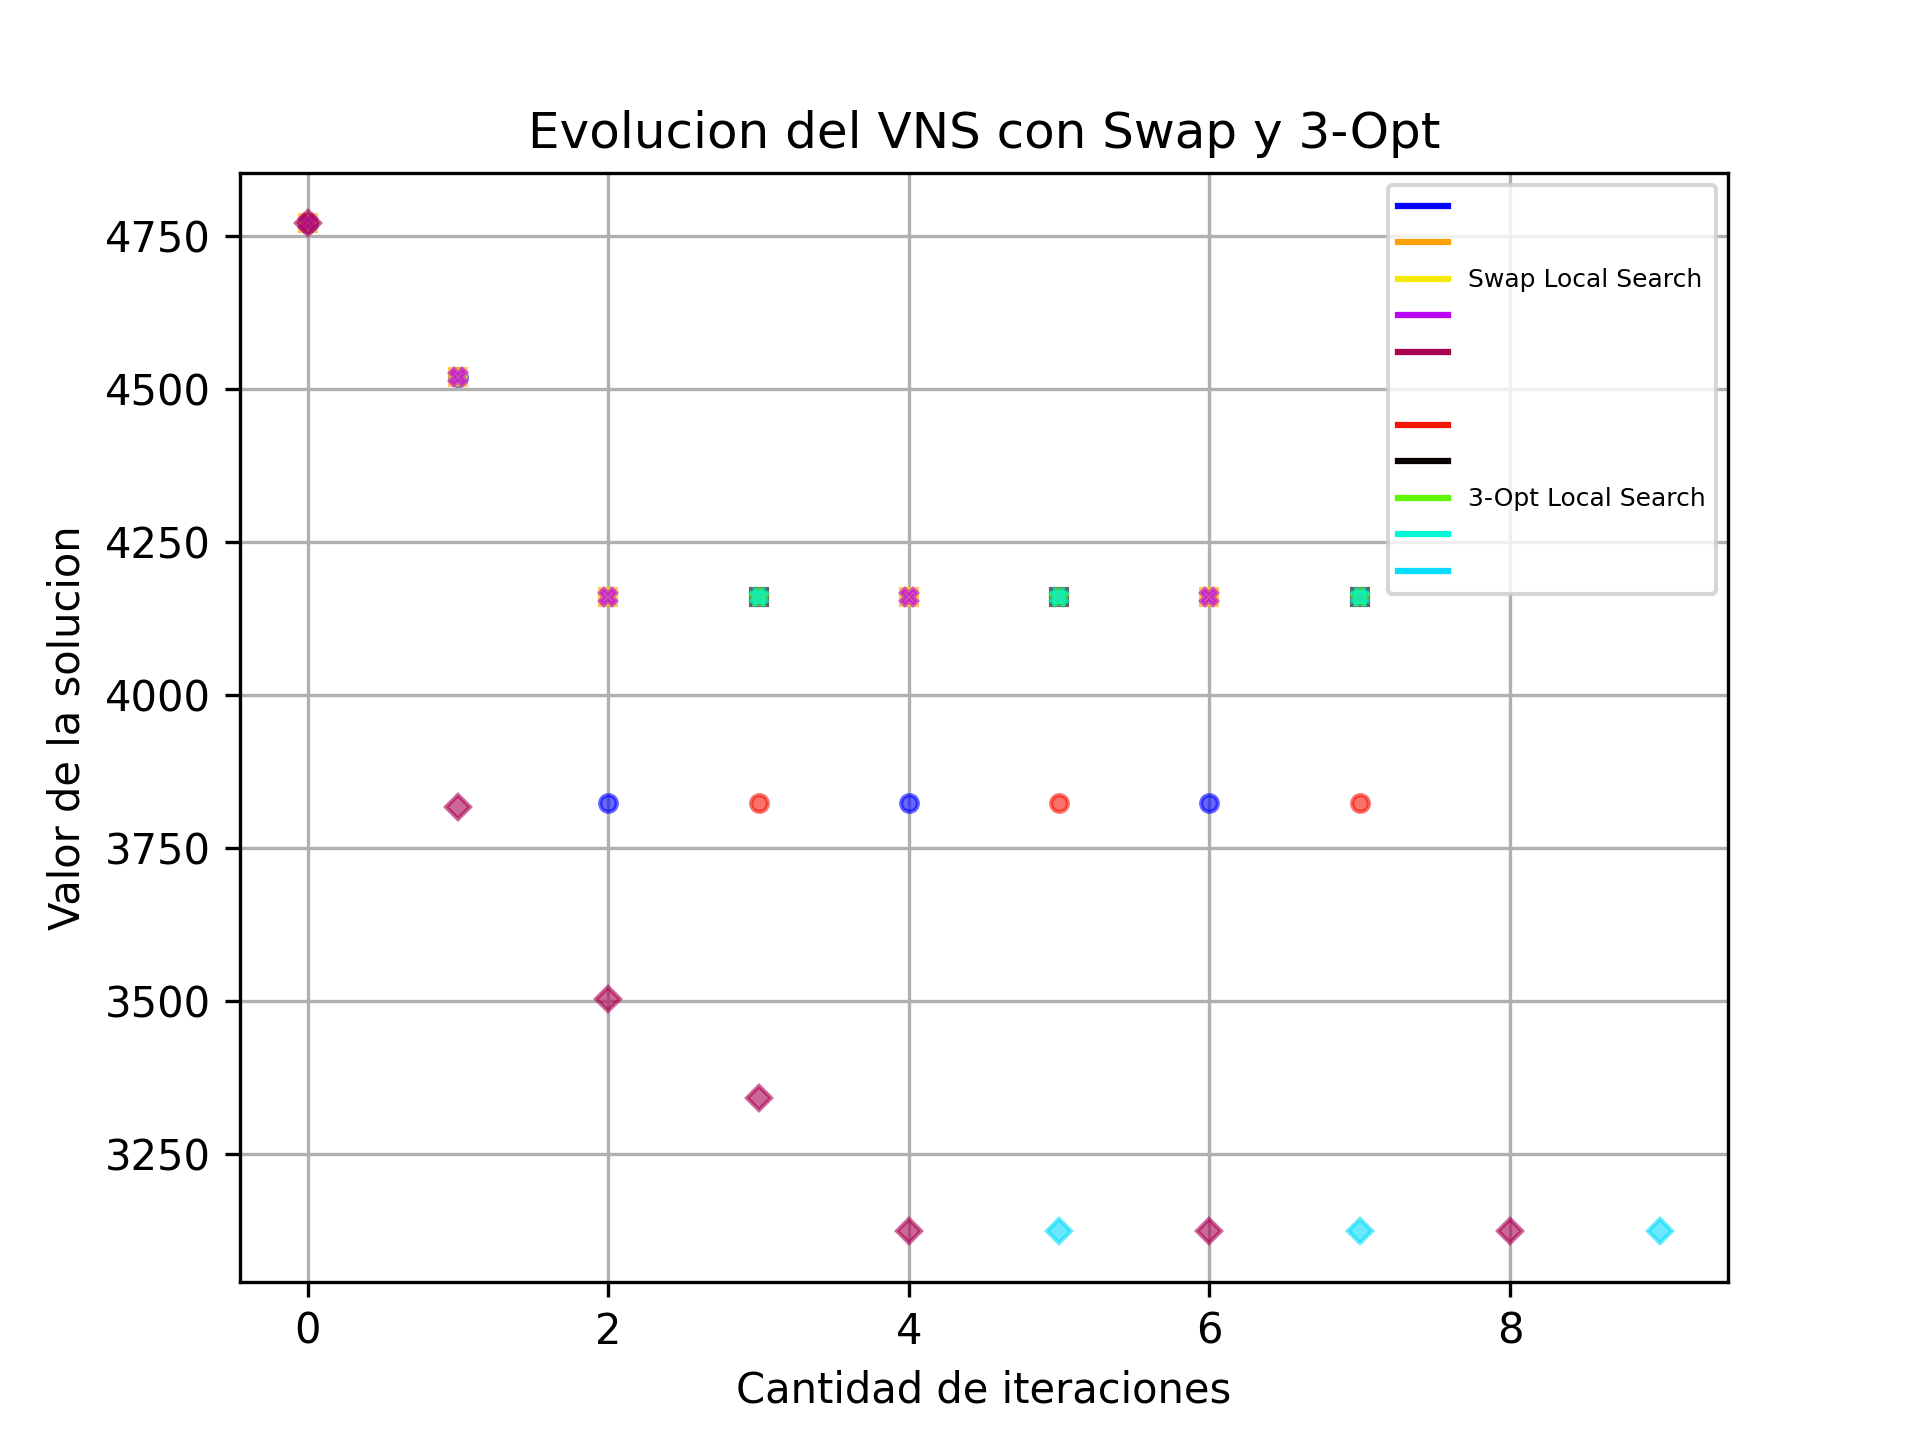 Evolucion del VNS con Swap y 3-Opt
4750
4500
4250
4000
3750
3500
3250
Valor de la solucion
Swap Local Search
3-Opt Local Search
0 2 4 6 8
Cantidad de iteraciones